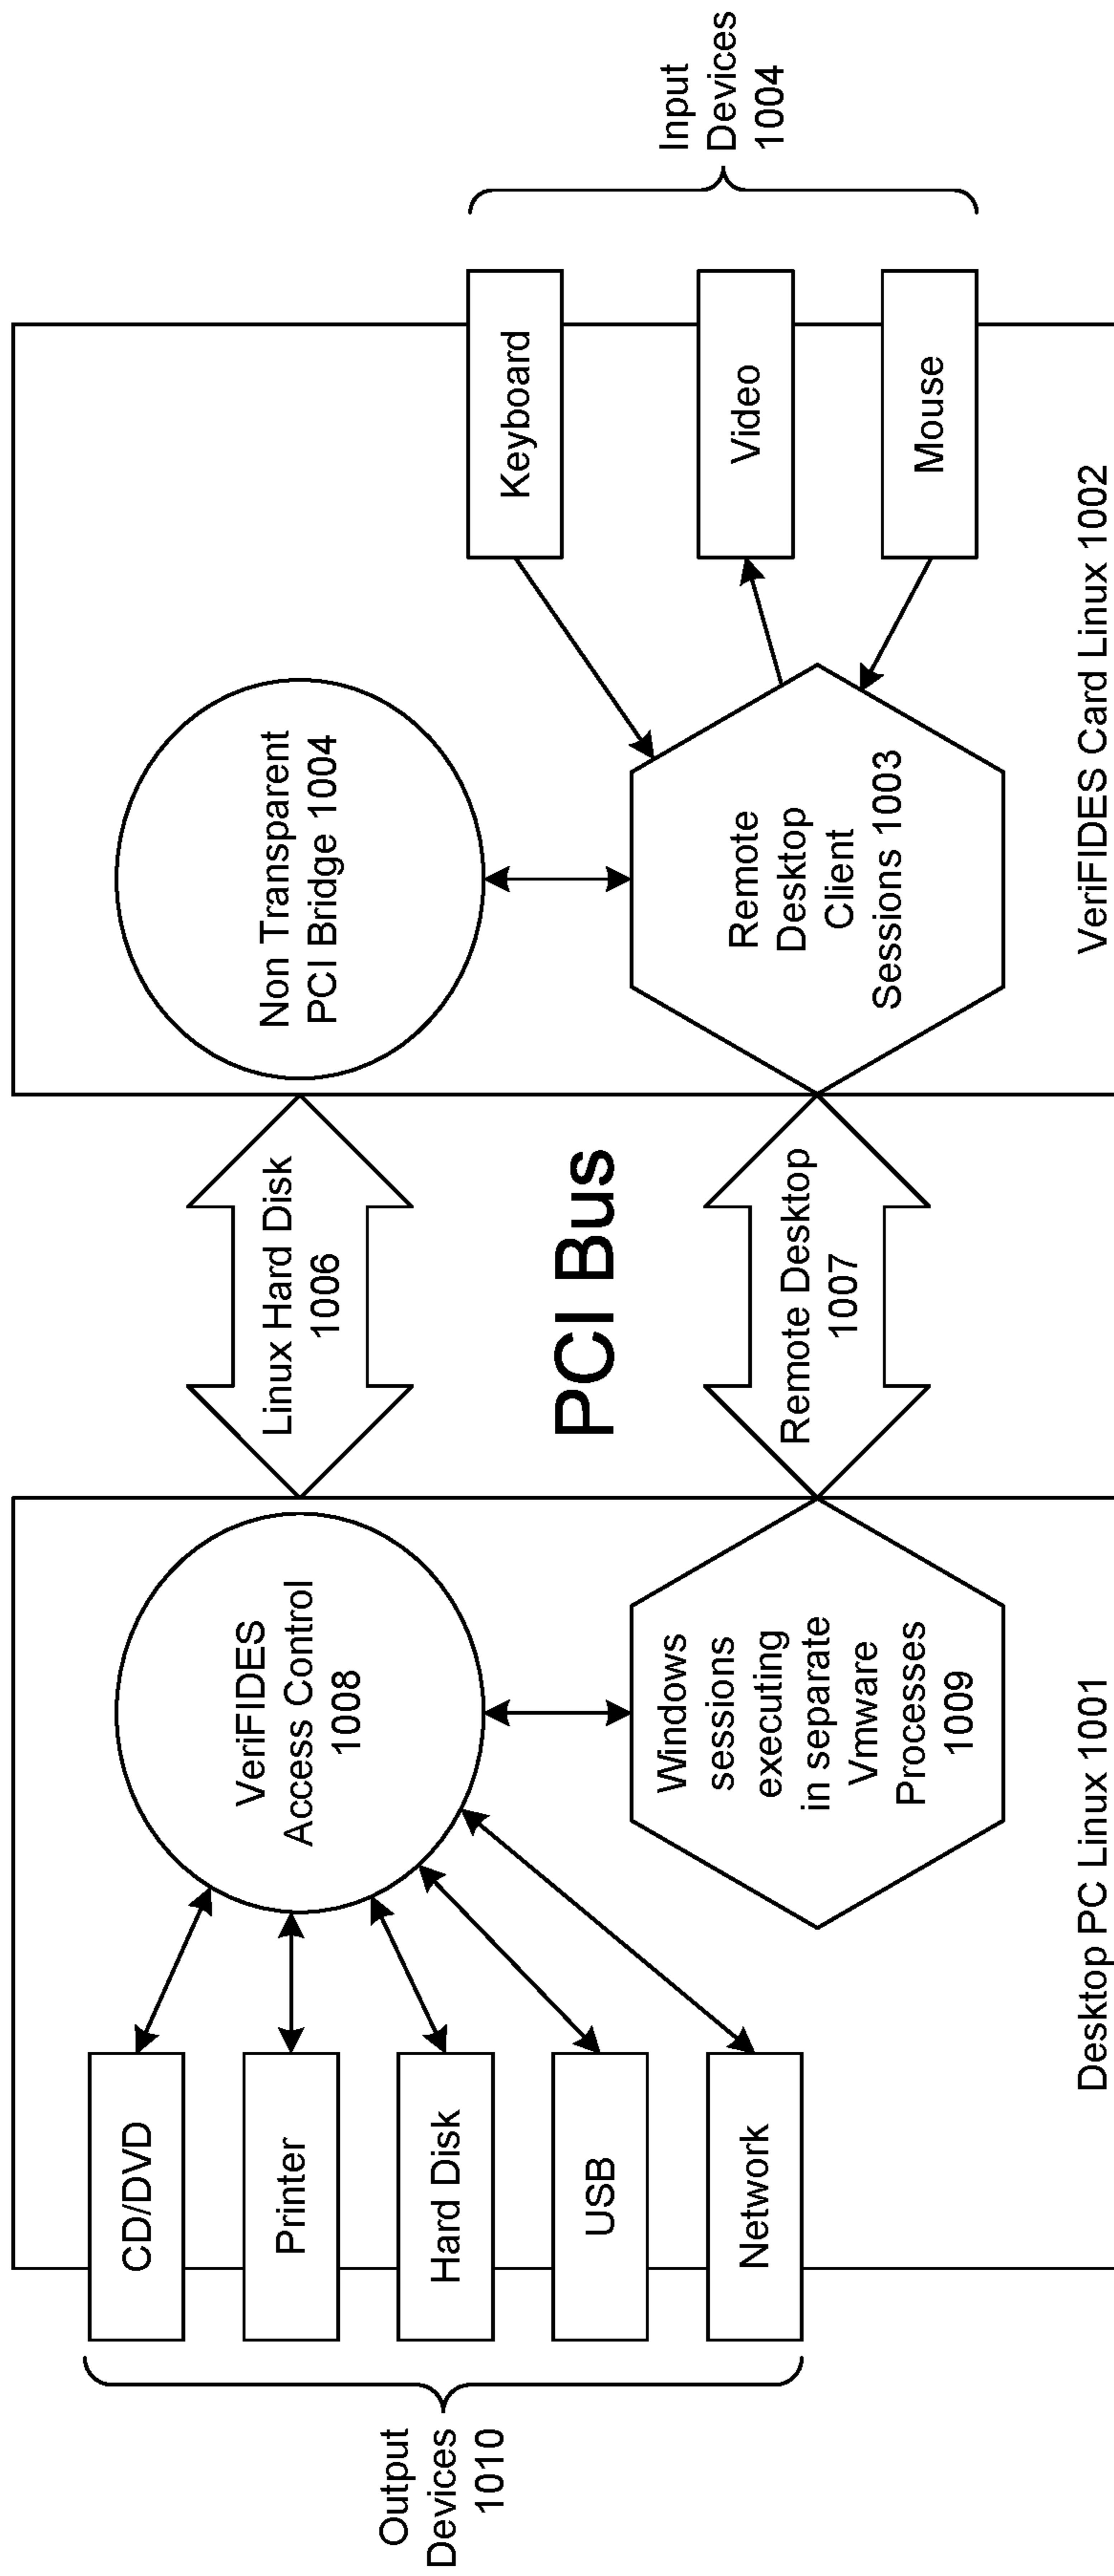 Output
Devices
1010
CD/DVD
Printer
Hard Disk
USB
Network
VeriFIDES
Access Control
1008
Windows
sessions
executing
in separate
Vmware
Processes
1009
Desktop PC Linux 1001
Linux Hard Disk
1006
PCI Bus
Remote Desktop
1007
Non Transparent
PCI Bridge 1004
Remote
Desktop
Client
Sessions 1003
Keyboard
Video
Mouse
VeriFIDES Card Linux 1002
Input
Devices
1004